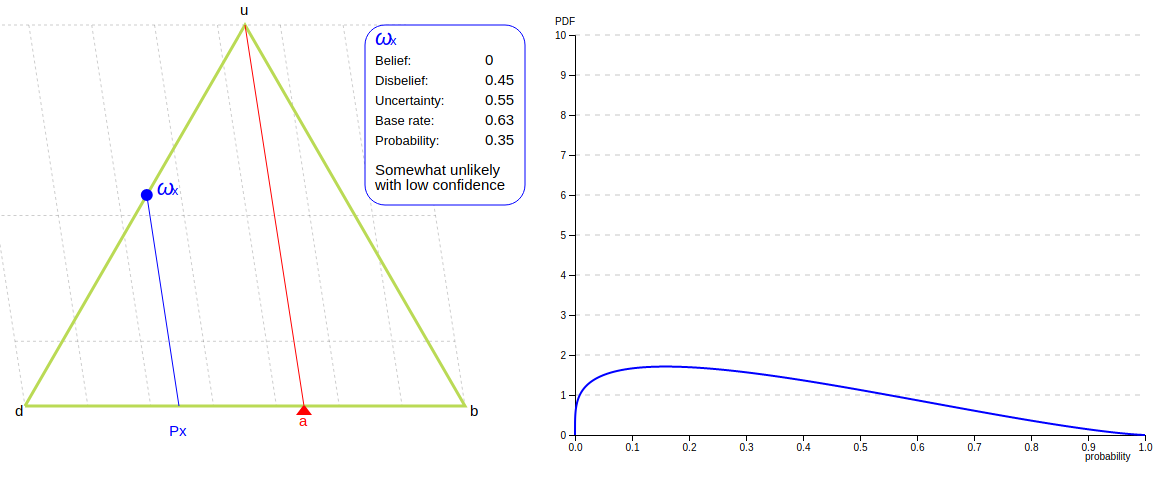 u
ωx
Belief: 0
Disbelief: 0.45
Uncertainty: 0.55
Base rate: 0.63
Probability: 0.35
Somewhat unlikely
with low confidence
ωx
d
b
a
Px
PDF
10
9
8
7
6
5
4
3
2
1
0
0.0 0.1 0.2 0.3 0.4 0.5 0.6 0.7 0.8 0.9 1.0
probability